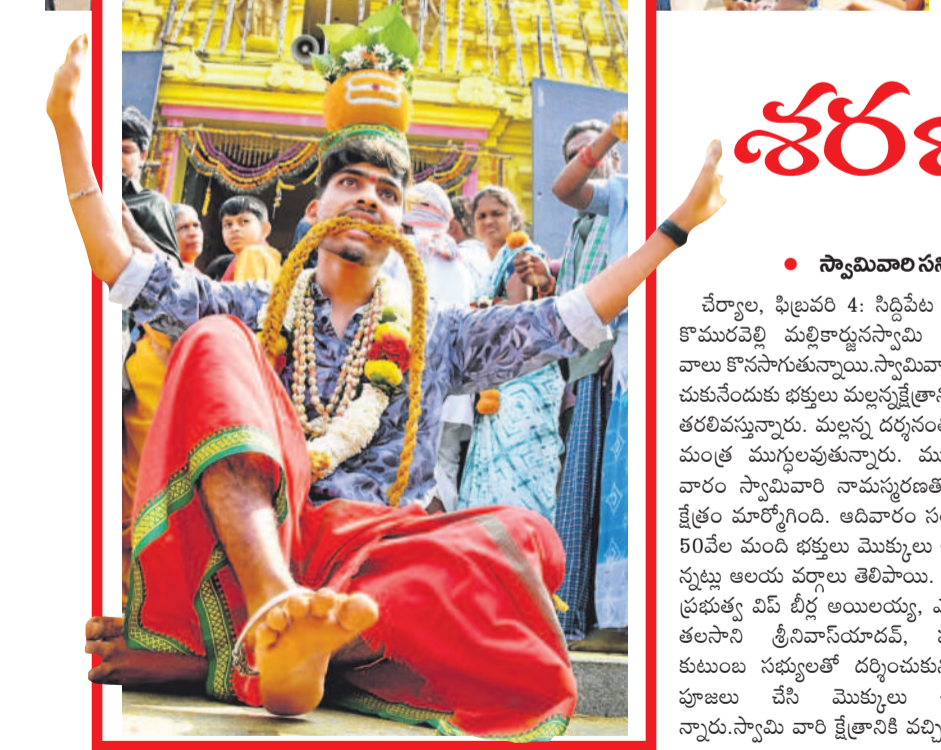 శర
● స్వామివారి
చేర్యాల, ఫిబ్రవరి 4: సిద్దిపేట
కొమురవెల్లి మల్లికార్జునస్వామి
వాలు కొనసాగుతున్నాయి.స్వామివా
చుకునేందుకు భక్తులు మల్లన్నక్షేత్రాని
తరలివస్తున్నారు. మల్లన్న దర్శనంత
మంత్ర ముగ్ధులవుతున్నారు. ము
వారం స్వామివారి నామస్మరణతో
క్షేత్రం మార్మోగింది. ఆదివారం
50వేల మంది భక్తులు మొక్కులు
న్నట్లు ఆలయ వర్గాలు తెలిపాయి.
ప్రభుత్వ విప్ బీర్ల అయిలయ్య,
తలసాని శ్రీనివాస్‌యాదవ్,
కుటుంబ సభ్యులతో దర్శించుకు
పూజలు చేసి మొక్కులు
న్నారు.స్వామి వారి క్షేత్రానికి వచ్చి